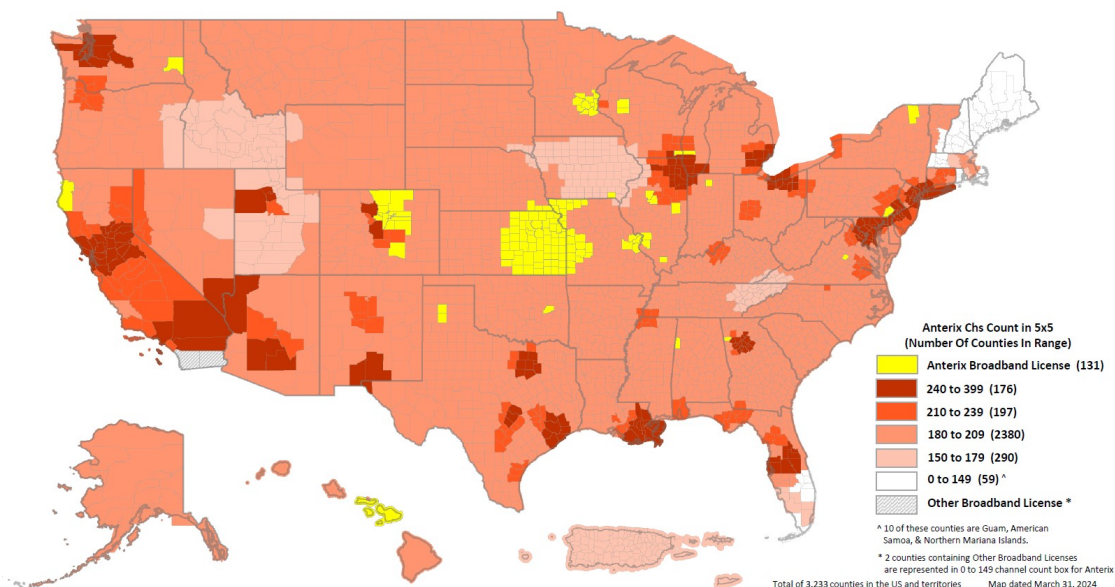 Anterix Chs Count in 5x5
(Number Of Counties In Range)
Anterix Broadband License (131)
240 to 399 (176)
210 to 239 (197)
180 to 209 (2380)
150 to 179 (290)
0 to 149 (59) ^
Other Broadband License *
^ 10 of these counties are Guam, American
Samoa, & Northern Mariana Islands.
* 2 counties containing Other Broadband Licenses
are represented in 0 to 149 channel count box for Anterix
Total of 3,233 counties in the US and territories Map dated March 31, 2024